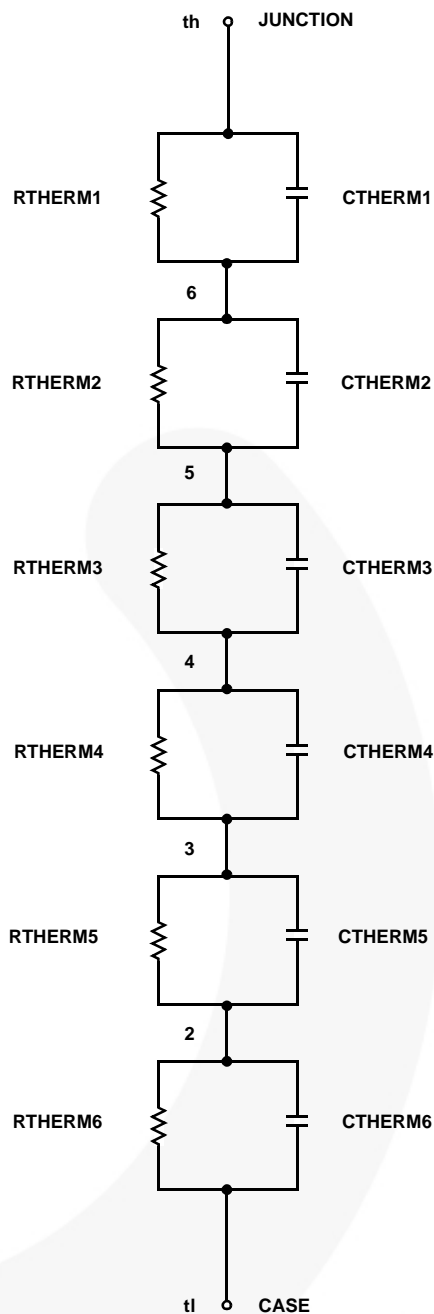 th JUNCTION
RTHERM1 CTHERM1
6
RTHERM2 CTHERM2
5
RTHERM3 CTHERM3
4
RTHERM4 CTHERM4
3
RTHERM5 CTHERM5
2
RTHERM6 CTHERM6
tl CASE